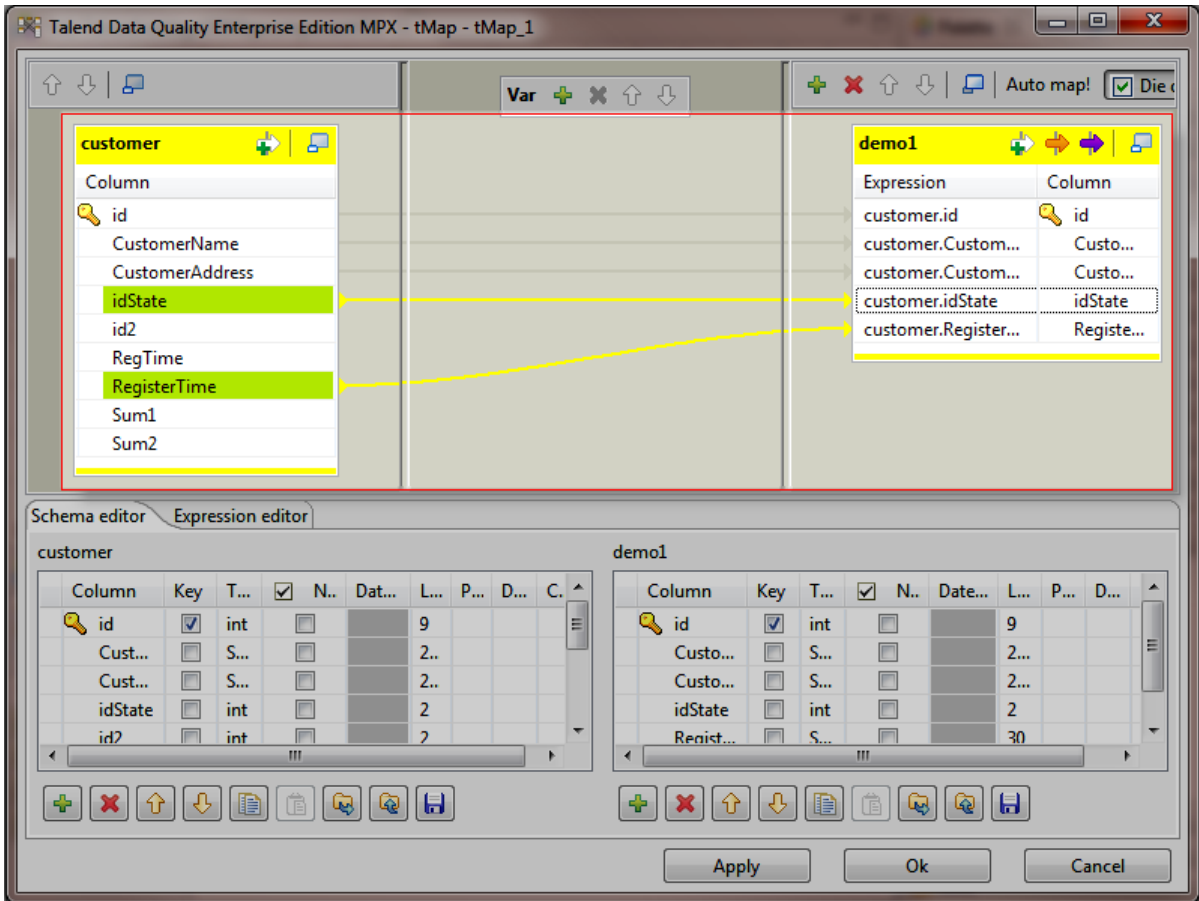 Talend Data Quality Enterprise Edition MPX - tMap - tMap_1
Var
Auto map!
Die
customer
Column
id
CustomerName
CustomerAddress
idState
id2
RegTime
RegisterTime
Sum1
Sum2
demo1
Expression Column
customer.id id
customer.Custom... Custo...
customer.Custom... Custo...
customer.idState idState
customer.Register... Registe...
Schema editor Expression editor
customer
Column Key T... N.. Dat... L... P... D... C.
id int 9
Cust... S... 2..
Cust... S... 2..
idState int 2
id2 int 2
demo1
Column Key T... N.. Date... L... P... D...
id int 9
Custo... S... 2...
Custo... S... 2...
idState int 2
Regist... S... 30
Apply Ok Cancel